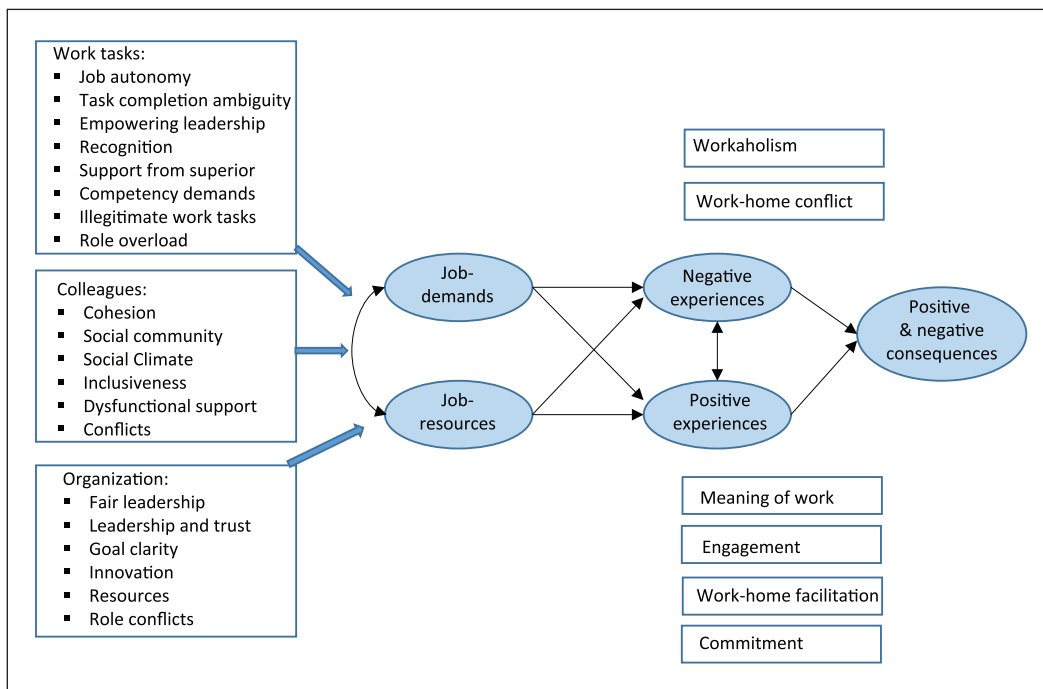 Work tasks:
▪ Job autonomy
▪ Task completion ambiguity
▪ Empowering leadership
▪ Recognition
▪ Support from superior
▪ Competency demands
▪ Illegitimate work tasks
▪ Role overload
Colleagues:
▪ Cohesion
▪ Social community
▪ Social Climate
▪ Inclusiveness
▪ Dysfunctional support
▪ Conflicts
Organization:
▪ Fair leadership
▪ Leadership and trust
▪ Goal clarity
▪ Innovation
▪ Resources
▪ Role conflicts
Job-
demands
Job-
resources
Workaholism
Work-home conflict
Negative
experiences
Positive
experiences
Meaning of work
Engagement
Work-home facilitation
Commitment
Positive
& negative
consequences